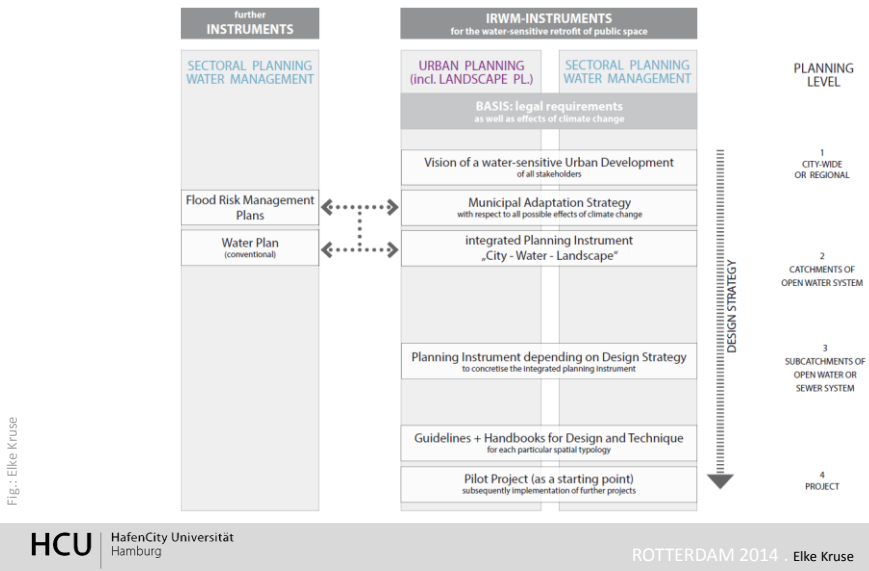 further
INSTRUMENTS
IRWM-INSTRUMENTS
for the water-sensitive retrofit of public space
SECTORAL PLANNING
WATER MANAGEMENT
URBAN PLANNING
(incl. LANDSCAPE PL.)
SECTORAL PLANNING
WATER MANAGEMENT
PLANNING
LEVEL
BASIS: legal requirements
as well as effects of climate change
Vision of a water-sensitive Urban Development
of all stakeholders
1
CITY-WIDE
OR REGIONAL
Flood Risk Management
Plans
Municipal Adaptation Strategy
with respect to all possible effects of climate change
Water Plan
(conventional)
integrated Planning Instrument
„City - Water - Landscape"
2
CATCHMENTS OF
OPEN WATER SYSTEM
DESIGN STRATEGY
Planning Instrument depending on Design Strategy
to concretise the integrated planning instrument
3
SUBCATCHMENTS OF
OPEN WATER OR
SEWER SYSTEM
Guidelines + Handbooks for Design and Technique
for each particular spatial typology
Pilot Project (as a starting point)
subsequently implementation of further projects
4
PROJECT
Fig.: Elke Kruse
HCU
HafenCity Universität
Hamburg
ROTTERDAM 2014 . Elke Kruse